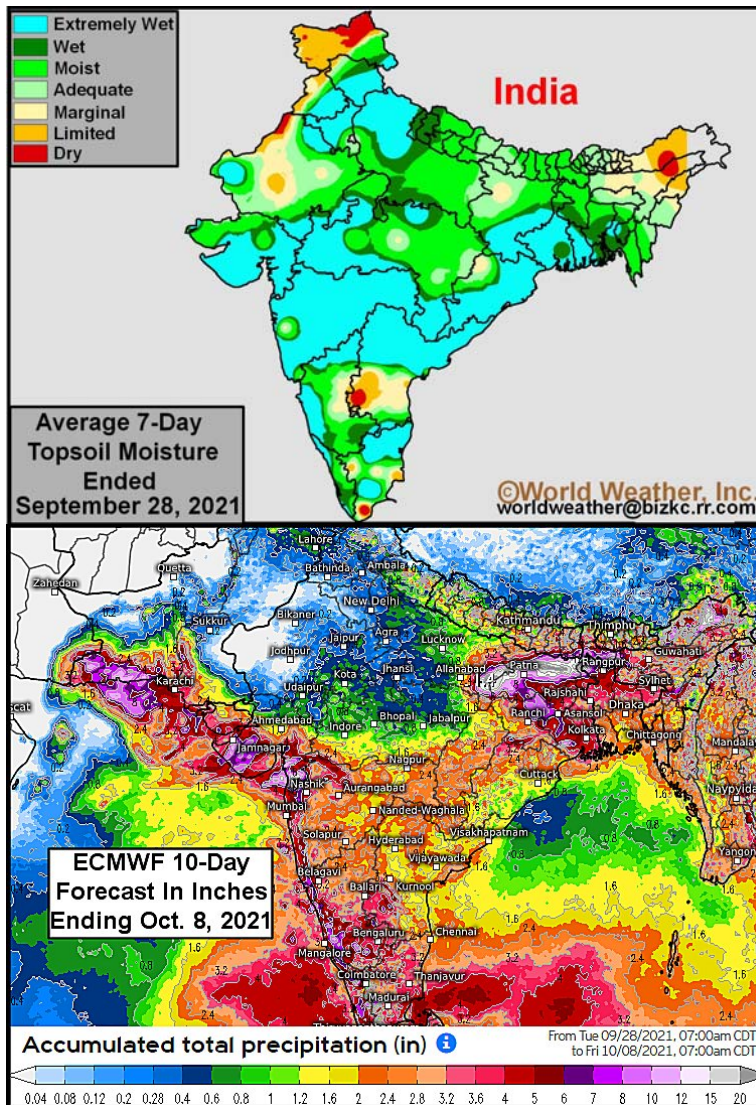 Extremely Wet
Wet
Moist
Adequate
Marginal
Limited
Dry
India
Average 7-Day
Topsoil Moisture
Ended
September 28, 2021
©World Weather, Inc.
worldweather@bizkc.rr.com
Lahore
Quetta
Bathinda
Ambala
Zahedan
New Delhi
Sukkur
Bikaner
Kathmandu
Thimphu
Jaipur
Agra
Lucknow
Guwahati
Jodhpur
Jhansi
Allahabad
Patna
Rangpur
Karachi
Kota
Sylhet
Udaipur
Rajshahi
Ahmedabad
Bhopal
Jabalpur
Ranchi
Asansol
Dhaka
Indore
Kolkata
Chittagong
Jamnagar
Mandala
Nagpur
Cuttack
Nashik
Aurangabad
Naypyida
Mumbai
Nanded-Waghala
Solapur
Visakhapatnam
Hyderabad
Yangon
Vijayawada
Belagavi
Kurnool
Ballari
ECMWF 10-Day
Forecast In Inches
Ending Oct. 8, 2021
Bengaluru
Chennai
Mangalore
Coimbatore
Thanjavur
Madurai
Accumulated total precipitation (in)
From Tue 09/28/2021, 07:00am CDT
to Fri 10/08/2021, 07:00am CDT
0.04 0.08 0.12 0.2 0.28 0.4 0.6 0.8 1 1.2 1.6 2 2.4 2.8 3.2 3.6 4 5 6 7 8 10 12 15 20